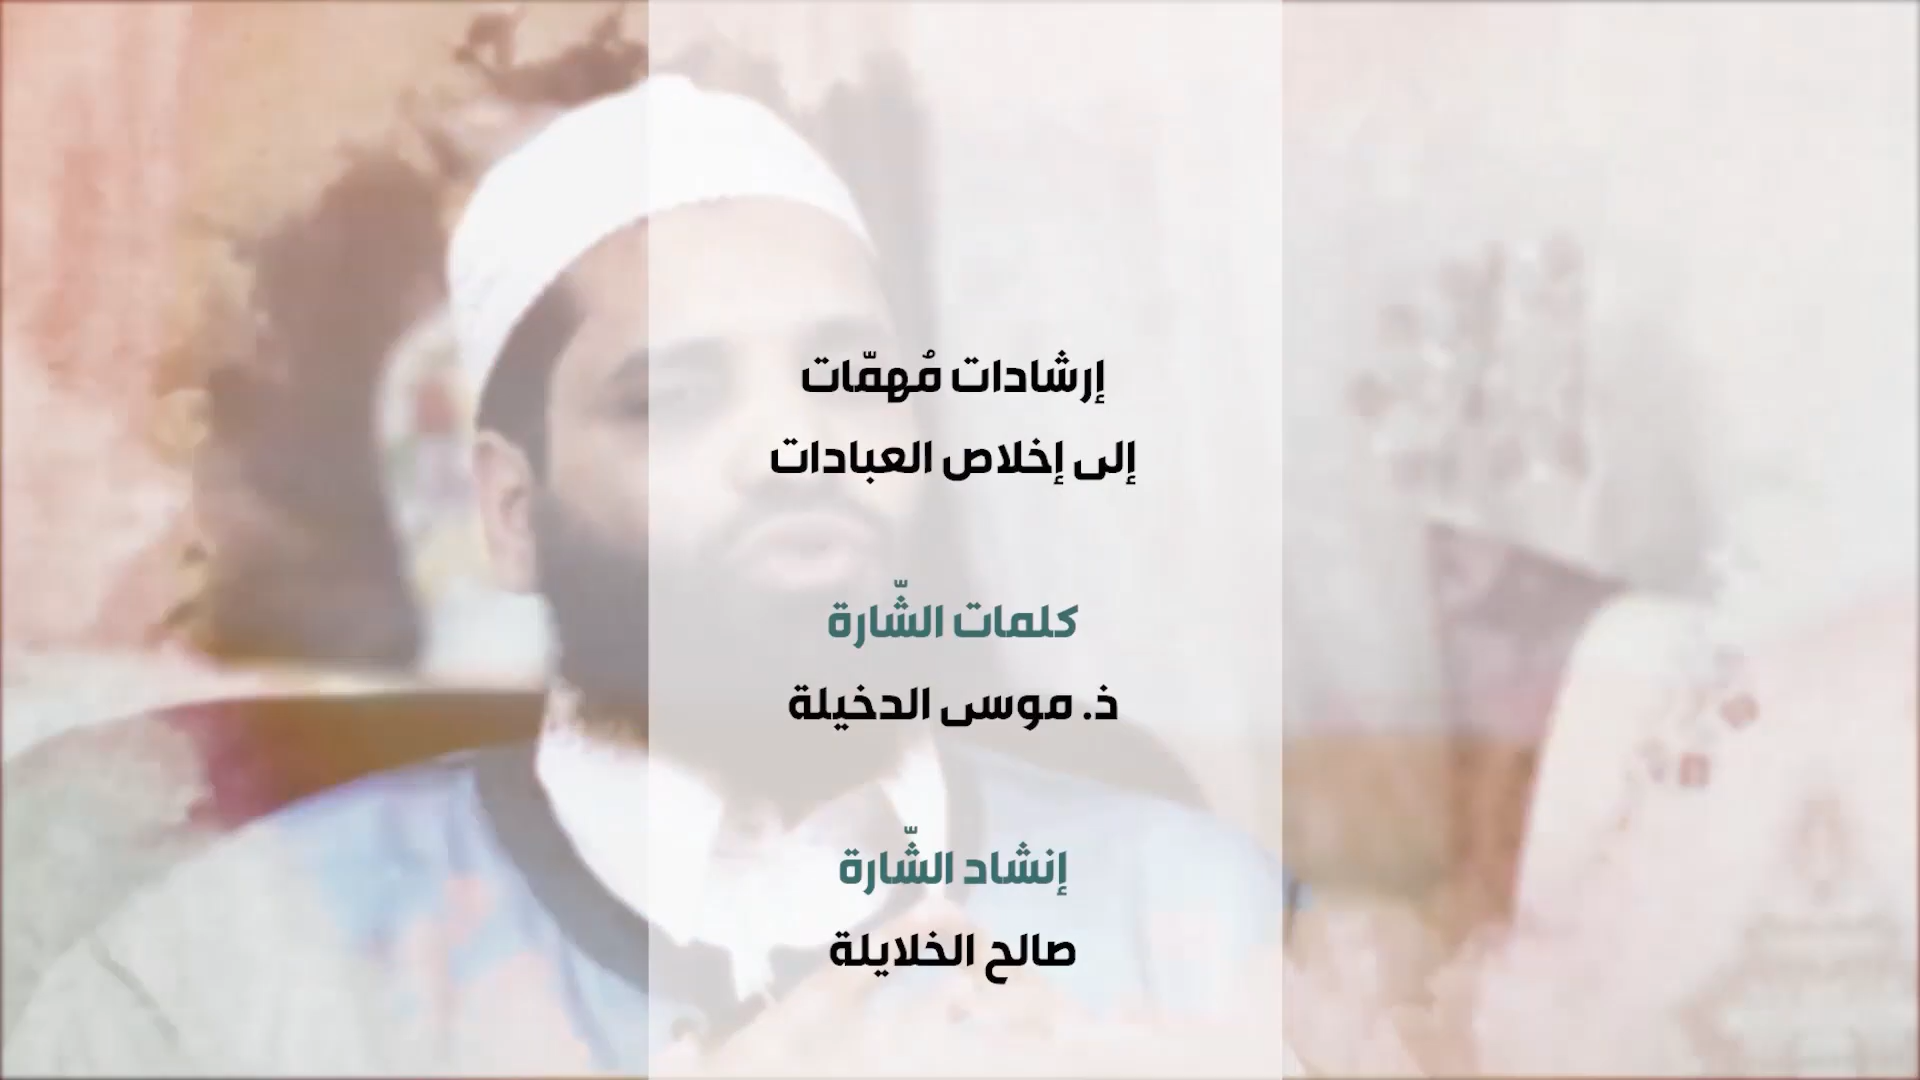 إرشادات مُهمّات
إلى إخلاص العبادات
كلمات الشّارة
ذ. موسى الدخيلة
إنشاد الشّارة
صالح الخلايلة